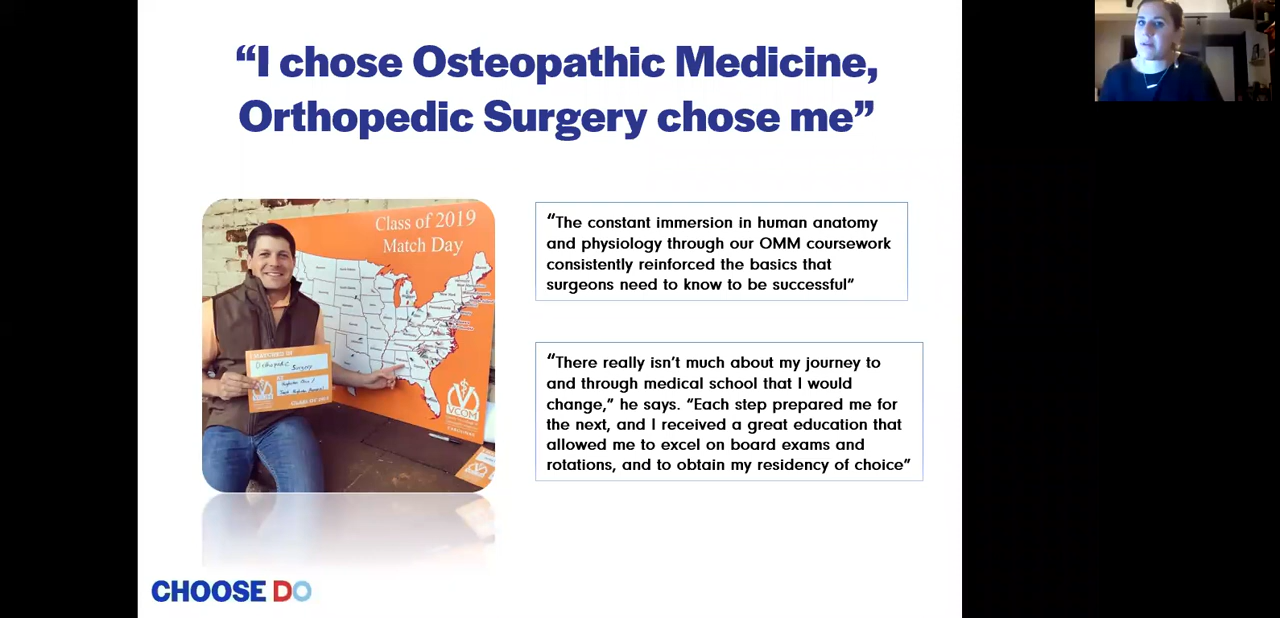 “I chose Osteopathic Medicine,
Orthopedic Surgery chose me”
Class of 2019
Match Day
“The constant immersion in human anatomy
and physiology through our OMM coursework
consistently reinforced the basics that
surgeons need to know to be successful”
“There really isn’t much about my journey to
and through medical school that I would
change,” he says. “Each step prepared me for
the next, and I received a great education that
allowed me to excel on board exams and
rotations, and to obtain my residency of choice”
I MATCHED IN
Orthopedic Surgery
VCOM
CHOOSE DO